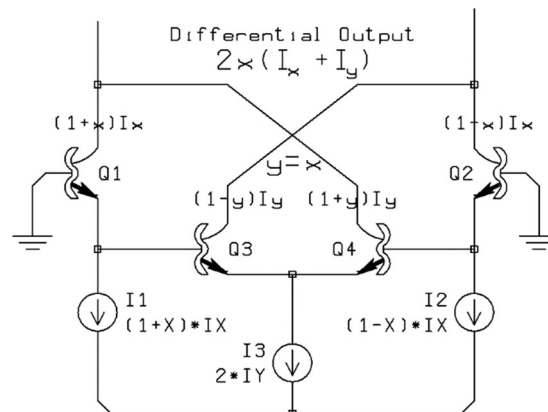 Differential Output
2x(Ix + Iy)
(1+x)Ix
(1-x)Ix
y=x
Q1
Q2
(1-y)Iy
(1+y)Iy
Q3
Q4
I1
(1+X)*IX
I2
(1-X)*IX
I3
2*IY